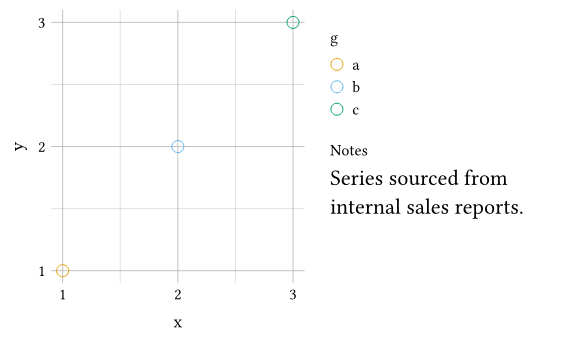 3
2
1
y
1 2 3
x
g
a
b
c
Notes
Series sourced from
internal sales reports.